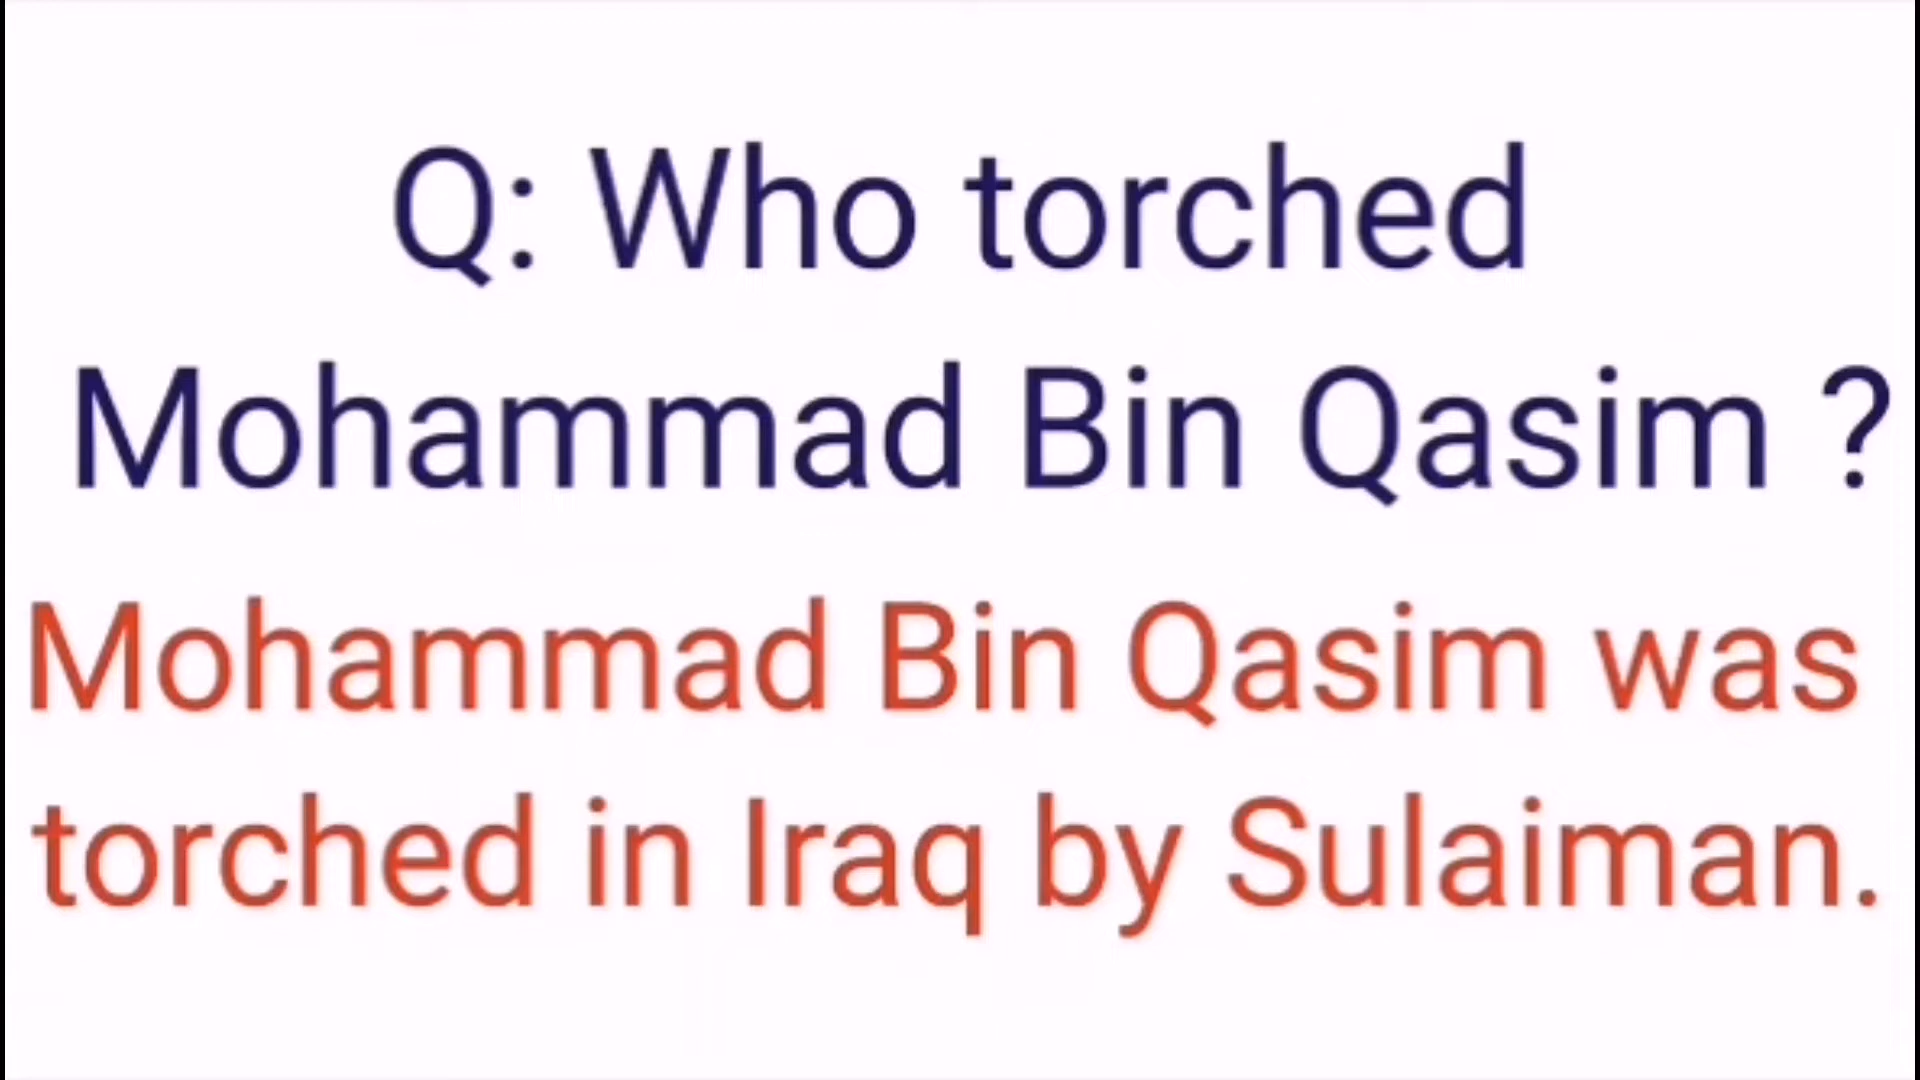 Q: Who torched
Mohammad Bin Qasim ?
Mohammad Bin Qasim was
torched in Iraq by Sulaiman.